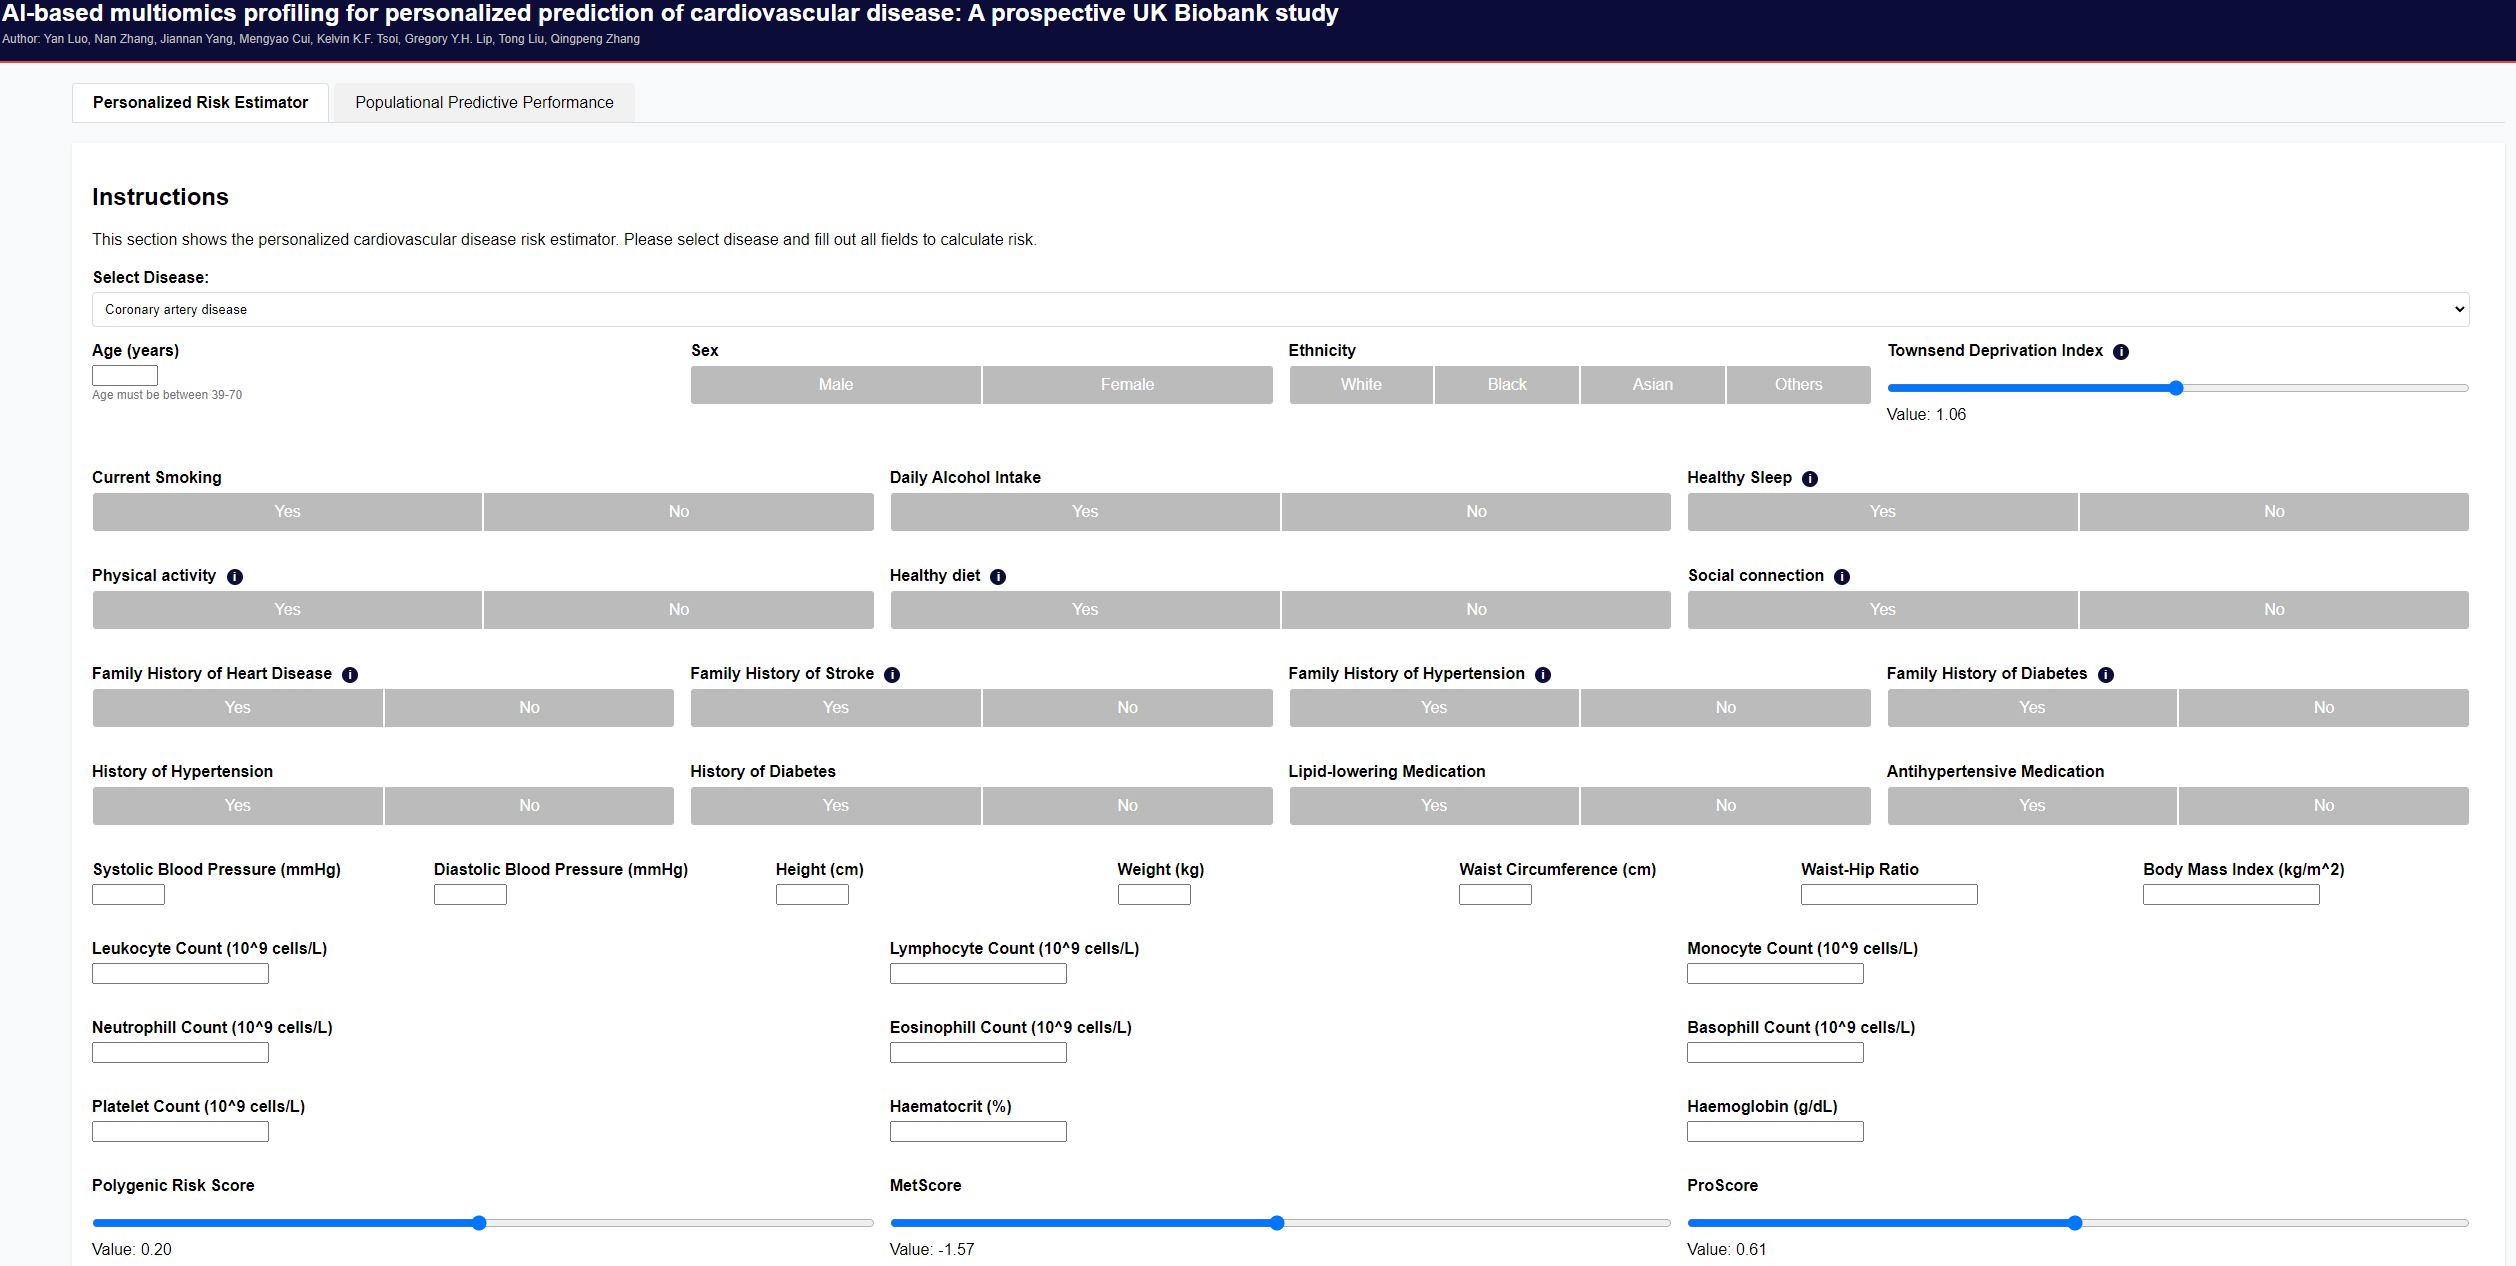 AI-based multiomics profiling for personalized prediction of cardiovascular disease: A prospective UK Biobank study
Author: Yan Luo, Nan Zhang, Jiannan Yang, Mengyao Cui, Kelvin K.F. Tsoi, Gregory Y.H. Lip, Tong Liu, Qingpeng Zhang
Personalized Risk Estimator Populational Predictive Performance
Instructions
This section shows the personalized cardiovascular disease risk estimator. Please select disease and fill out all fields to calculate risk.
Select Disease:
Coronary artery disease
Age (years) Sex Ethnicity Townsend Deprivation Index i
Male Female White Black Asian Others
Age must be between 39-70
Value: 1.06
Current Smoking Daily Alcohol Intake Healthy Sleep i
Yes No Yes No Yes No
Physical activity i Healthy diet i Social connection i
Yes No Yes No Yes No
Family History of Heart Disease i Family History of Stroke i Family History of Hypertension i Family History of Diabetes i
Yes No Yes No Yes No Yes No
History of Hypertension History of Diabetes Lipid-lowering Medication Antihypertensive Medication
Yes No Yes No Yes No Yes No
Systolic Blood Pressure (mmHg) Diastolic Blood Pressure (mmHg) Height (cm) Weight (kg) Waist Circumference (cm) Waist-Hip Ratio Body Mass Index (kg/m^2)
Leukocyte Count (10^9 cells/L) Lymphocyte Count (10^9 cells/L) Monocyte Count (10^9 cells/L)
Neutrophill Count (10^9 cells/L) Eosinophill Count (10^9 cells/L) Basophill Count (10^9 cells/L)
Platelet Count (10^9 cells/L) Haematocrit (%) Haemoglobin (g/dL)
Polygenic Risk Score MetScore ProScore
Value: 0.20 Value: -1.57 Value: 0.61